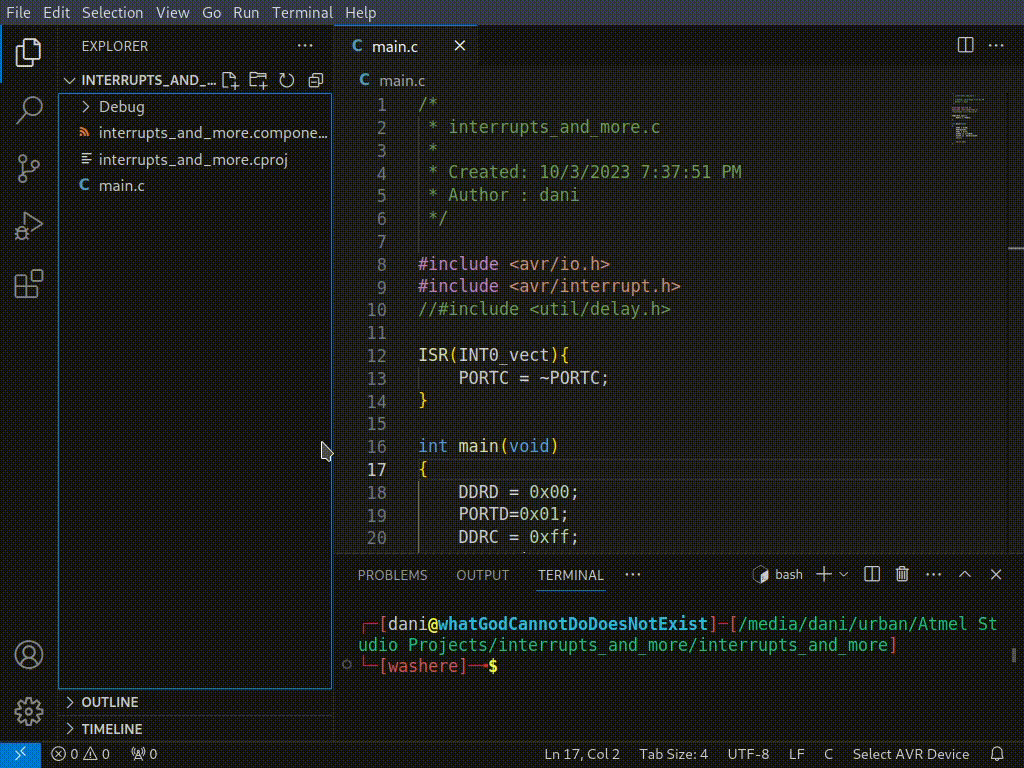 File Edit Selection View Go Run Terminal Help
EXPLORER ···
INTERRUPTS_AND_...
Debug
interrupts_and_more.compone...
interrupts_and_more.cproj
C main.c
OUTLINE
TIMELINE
C main.c
C main.c
1 /*
2 * interrupts_and_more.c
3 *
4 * Created: 10/3/2023 7:37:51 PM
5 * Author : dani
6 */
7
8 #include <avr/io.h>
9 #include <avr/interrupt.h>
10 //#include <util/delay.h>
11
12 ISR(INT0_vect){
13 PORTC = ~PORTC;
14 }
15
16 int main(void)
17 {
18 DDRD = 0x00;
19 PORTD=0x01;
20 DDRC = 0xff;
PROBLEMS OUTPUT TERMINAL ··· bash
┌─[dani@whatGodCannotDoDoesNotExist]─[/media/dani/urban/Atmel St
udio Projects/interrupts_and_more/interrupts_and_more]
└─[washere]──•$
0 0 0 Ln 17, Col 2 Tab Size: 4 UTF-8 LF C Select AVR Device